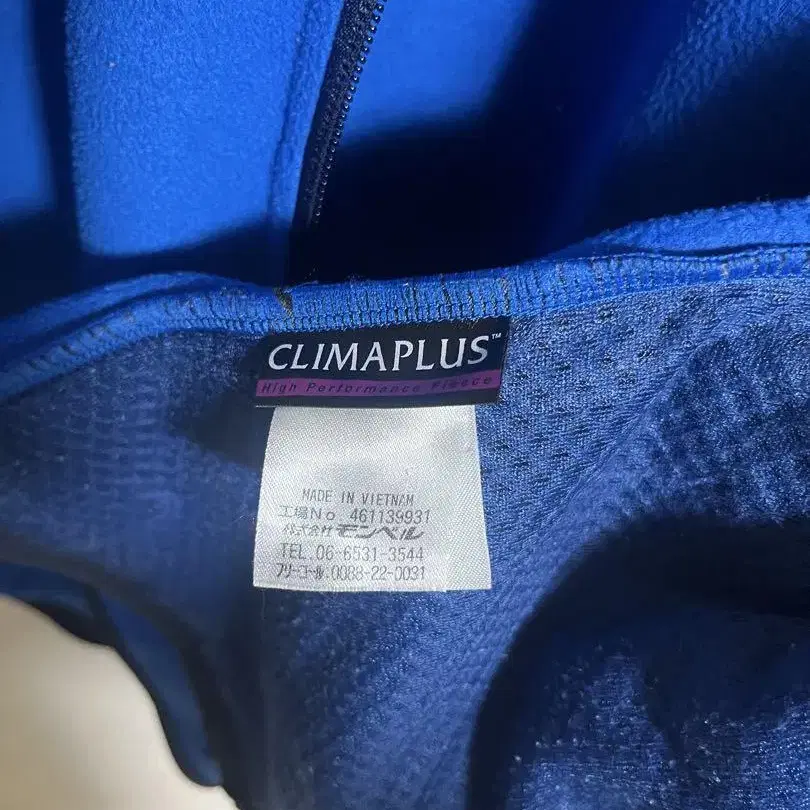 CLIMAPLUS™
High Performance Fleece
MADE IN VIETNAM
工場No 461139931
株式会社モンベル
TEL.06-6531-3544
フリーコール.0088-22-0031